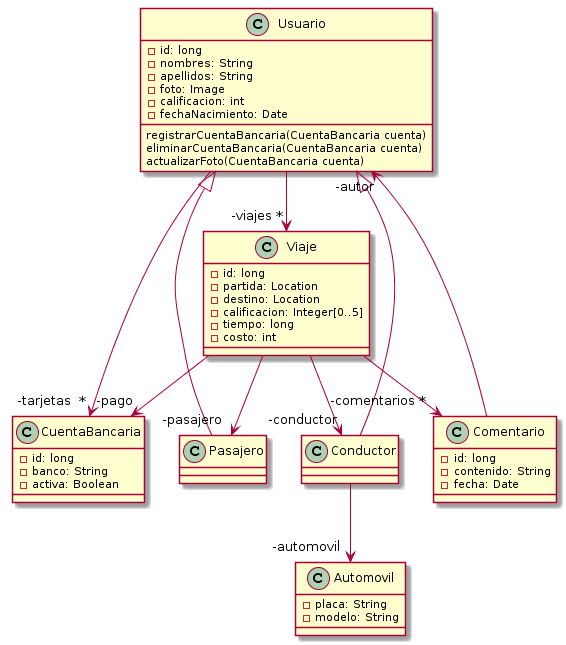 C Usuario
id: long
nombres: String
apellidos: String
foto: Image
calificacion: int
fechaNacimiento: Date
registrarCuentaBancaria(CuentaBancaria cuenta)
eliminarCuentaBancaria(CuentaBancaria cuenta)
actualizarFoto(CuentaBancaria cuenta)
-autor
-viajes *
C Viaje
id: long
partida: Location
destino: Location
calificacion: Integer[0..5]
tiempo: long
costo: int
-tarjetas *
-pago
-pasajero
-conductor
-comentarios *
C CuentaBancaria
id: long
banco: String
activa: Boolean
C Pasajero
C Conductor
C Comentario
id: long
contenido: String
fecha: Date
-automovil
C Automovil
placa: String
modelo: String